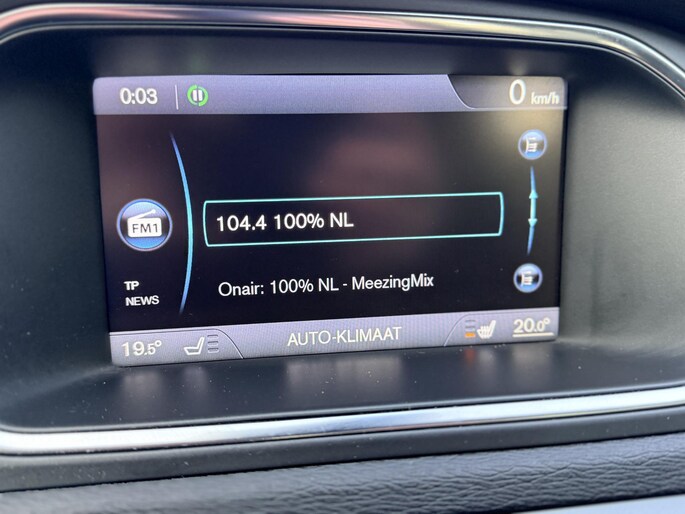 0:03
0 km/h
FM1
104.4 100% NL
TP
NEWS
Onair: 100% NL - MeezingMix
19.5°
AUTO-KLIMAAT
20.0°